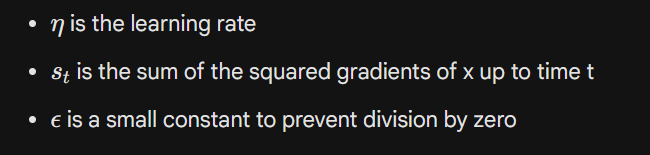 • η is the learning rate
• sₜ is the sum of the squared gradients of x up to time t
• ϵ is a small constant to prevent division by zero